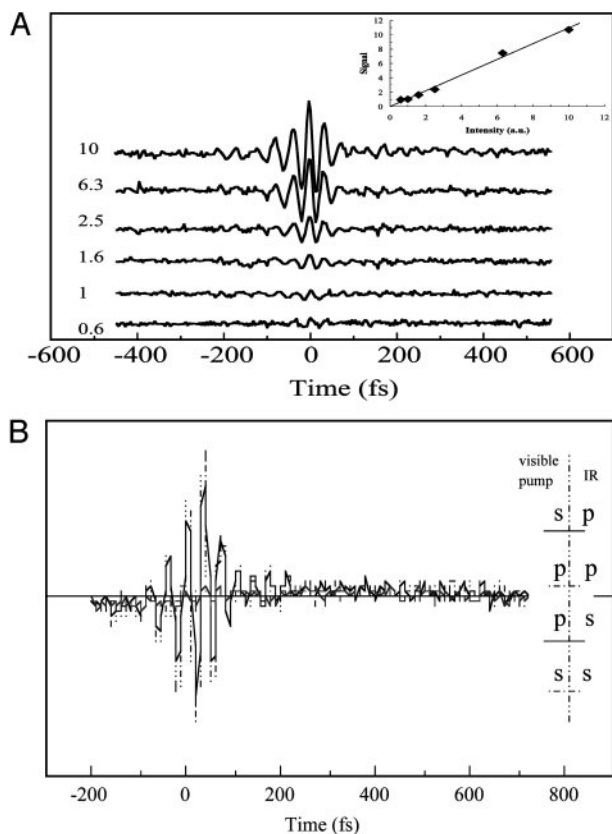 A
12
10
8
6
4
2
0
Signal
0 2 4 6 8 10 12
Intensity (a.u.)
10
6.3
2.5
1.6
1
0.6
-600 -400 -200 0 200 400 600
Time (fs)
B
visible pump IR
s p
p p
p s
s s
-200 0 200 400 600 800
Time (fs)